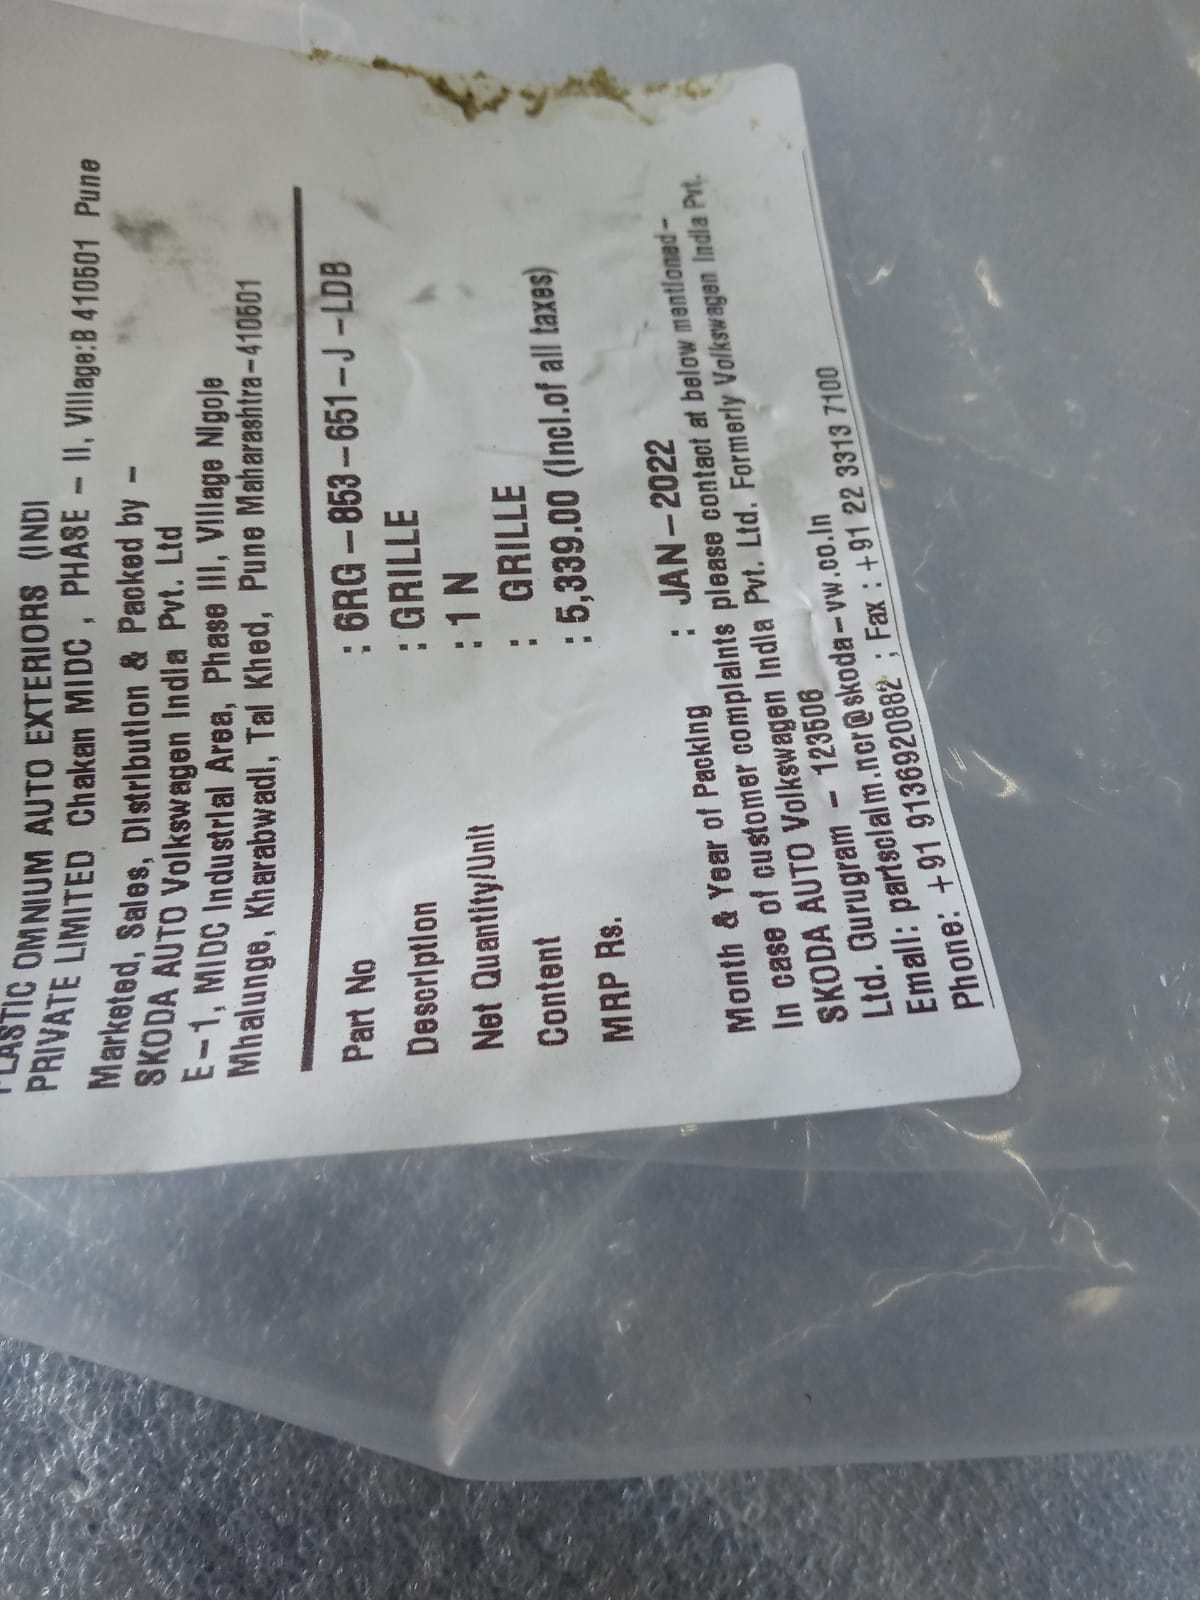 PLASTIC OMNIUM AUTO EXTERIORS (INDI
PRIVATE LIMITED Chakan MIDC , PHASE - II, Village:B 410501 Pune
Marketed, Sales, Distribution & Packed by -
SKODA AUTO Volkswagen India Pvt. Ltd
E-1, MIDC Industrial Area, Phase III, Village Nigoje
Mhalunge, Kharabwadi, Tal Khed, Pune Maharashtra-410501
Part No : 6RG-853-651-J-LDB
Description : GRILLE
Net Quantity/Unit : 1 N
Content : GRILLE
MRP Rs. : 5,339.00 (Incl.of all taxes)
Month & Year of Packing : JAN-2022
In case of customer complaints please contact at below mentioned-
SKODA AUTO Volkswagen India Pvt. Ltd. Formerly Volkswagen India Pvt.
Ltd. Gurugram - 123506
Email: partsclaim.ncr@skoda-vw.co.in
Phone: +91 9136920882 ; Fax : +91 22 3313 7100